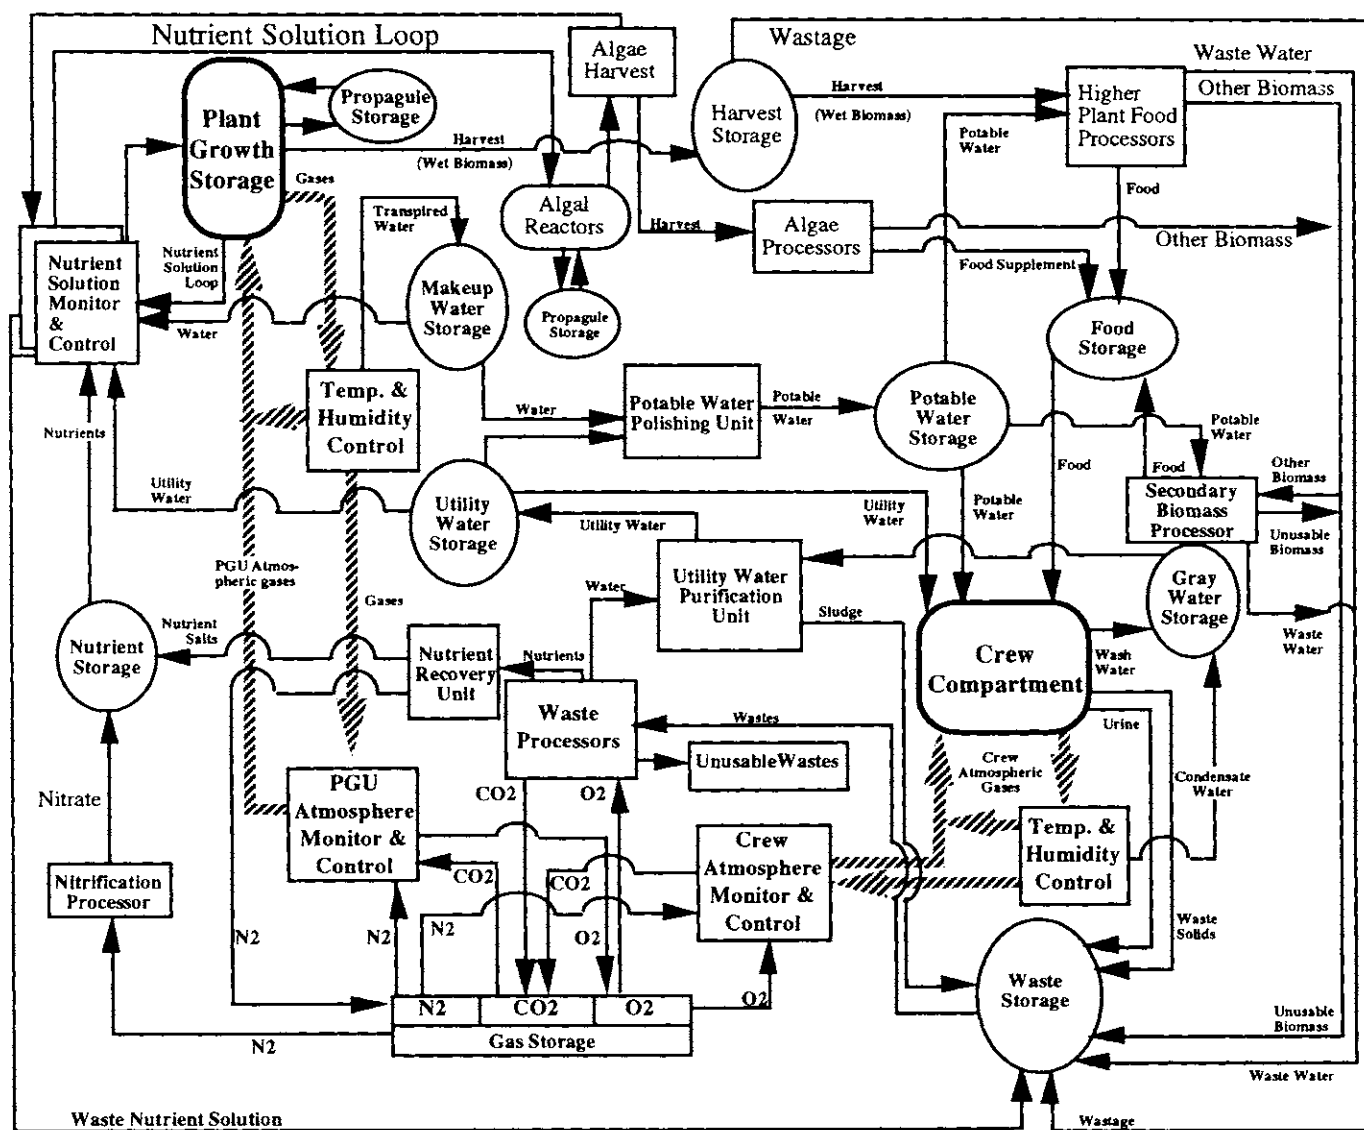 Nutrient Solution Loop
Algae
Harvest
Wastage
Waste Water
Other Biomass
Plant
Growth
Storage
Propagule
Storage
Harvest
(Wet Biomass)
Harvest
Storage
Harvest
(Wet Biomass)
Higher
Plant Food
Processors
Potable
Water
Gases
Transpired
Water
Algal
Reactors
Harvest
Algae
Processors
Food
Other Biomass
Food Supplement
Nutrient
Solution
Monitor
&
Control
Nutrient
Solution
Loop
Water
Makeup
Water
Storage
Propagule
Storage
Food
Storage
Temp. &
Humidity
Control
Water
Potable Water
Polishing Unit
Potable
Water
Potable
Water
Storage
Potable
Water
Nutrients
Utility
Water
Utility
Water
Storage
Utility Water
Utility
Water
Potable
Water
Food
Food
Secondary
Biomass
Processor
Other
Biomass
Unusable
Biomass
PGU Atmo-
spheric gases
Gases
Water
Utility Water
Purification
Unit
Sludge
Gray
Water
Storage
Waste
Water
Nutrient
Storage
Nutrient
Salts
Nutrient
Recovery
Unit
Nutrients
Waste
Processors
Wastes
Unusable Wastes
Crew
Compartment
Wash
Water
Urine
Crew
Atmospheric
Gases
Condensate
Water
Nitrate
PGU
Atmosphere
Monitor &
Control
CO2
O2
Crew
Atmosphere
Monitor &
Control
Temp. &
Humidity
Control
Nitrification
Processor
CO2
CO2
N2
N2
N2
O2
Waste
Solids
Waste
Storage
N2
CO2
O2
O2
Gas Storage
N2
Unusable
Biomass
Waste Water
Waste Nutrient Solution
Wastage